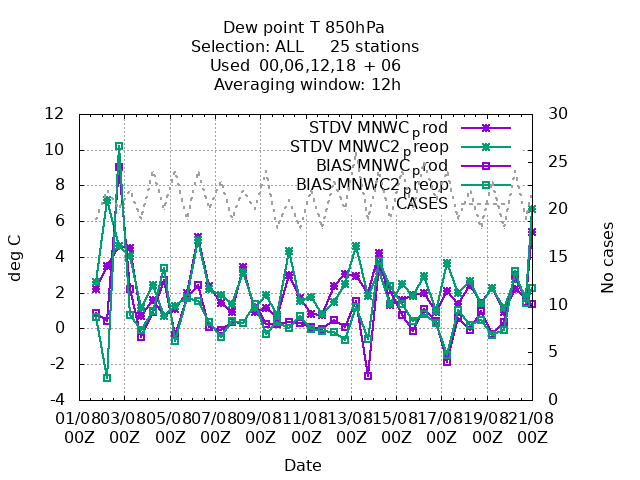 Dew point T 850hPa
Selection: ALL 25 stations
Used 00,06,12,18 + 06
Averaging window: 12h
STDV MNWC_prod
STDV MNWC2_preop
BIAS MNWC_prod
BIAS MNWC2_preop
CASES
deg C
12
10
8
6
4
2
0
-2
-4
No cases
30
25
20
15
10
5
0
01/08 03/08 05/08 07/08 09/08 11/08 13/08 15/08 17/08 19/08 21/08
00Z 00Z 00Z 00Z 00Z 00Z 00Z 00Z 00Z 00Z 00Z
Date